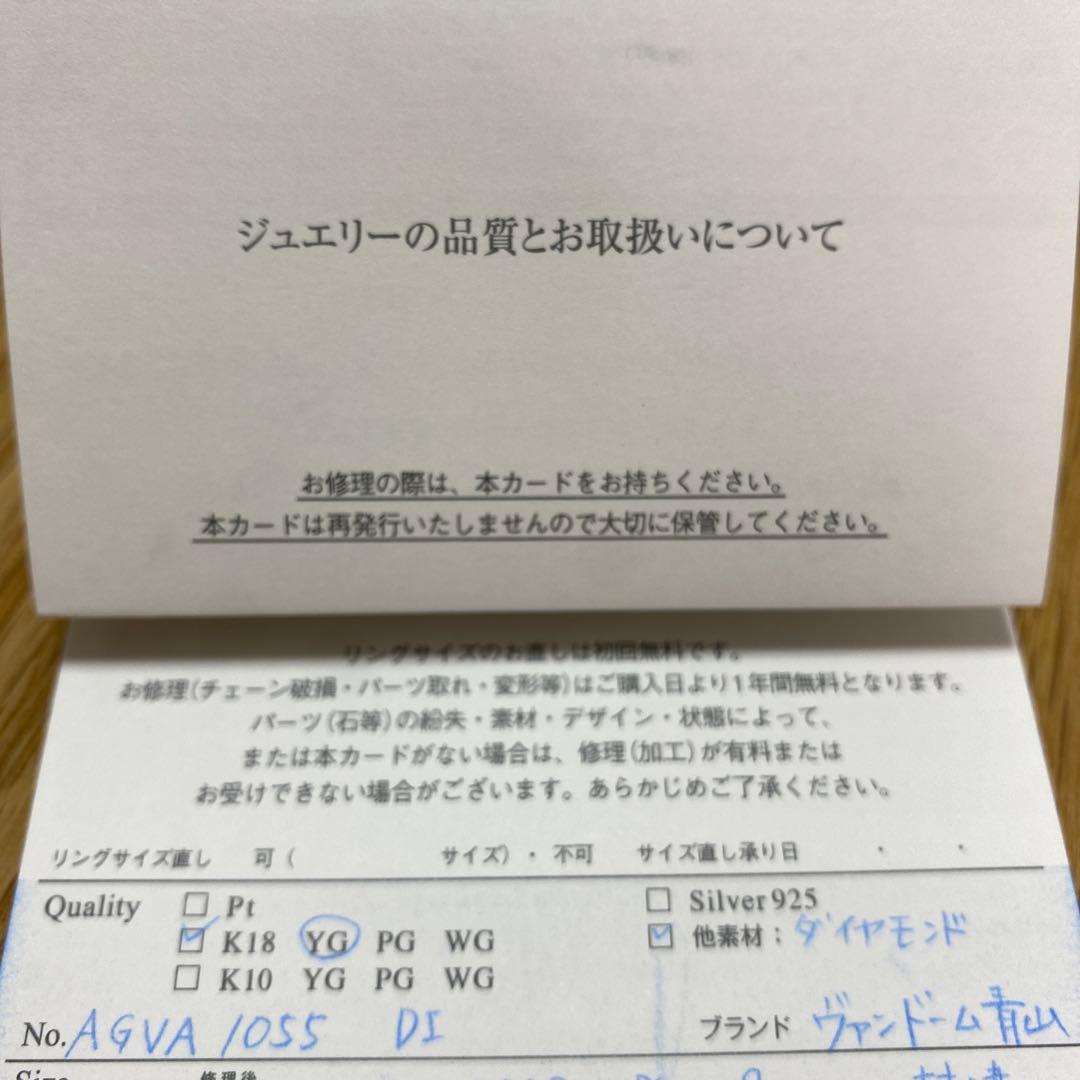 ジュエリーの品質とお取扱いについて
お修理の際は、本カードをお持ちください。
本カードは再発行いたしませんので大切に保管してください。
リングサイズのお直しは初回無料です。
お修理(チェーン破損・パーツ取れ・変形等)はご購入日より1年間無料となります。
パーツ(石等)の紛失・素材・デザイン・状態によって、
または本カードがない場合は、修理(加工)が有料または
お受けできない場合がございます。あらかじめご了承ください。
リングサイズ直し 可( サイズ)・不可 サイズ直し承り日 ・ ・
Quality □ Pt □ Silver925
☑ K18 YG PG WG ☑ 他素材：ダイヤモンド
□ K10 YG PG WG
No. AGVA 1055 DI ブランド ヴァンドーム青山
Size 修理後